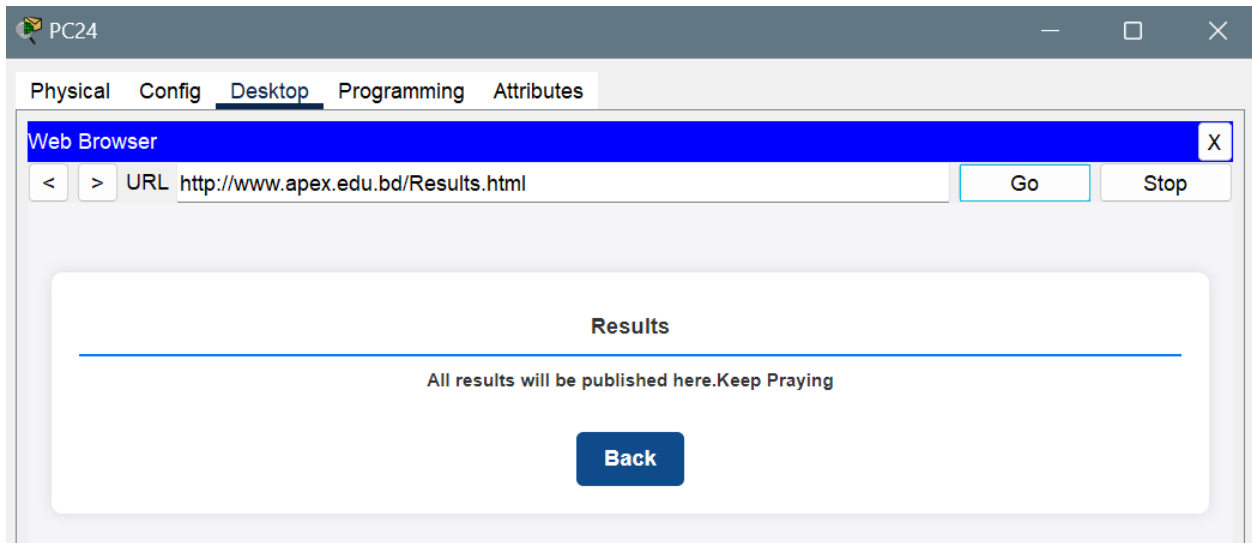 PC24
Physical Config Desktop Programming Attributes
Web Browser X
< > URL http://www.apex.edu.bd/Results.html Go Stop
Results
All results will be published here.Keep Praying
Back